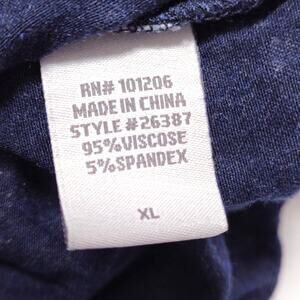 RN# 101206
MADE IN CHINA
STYLE #26387
95%VISCOSE
5%SPANDEX
XL